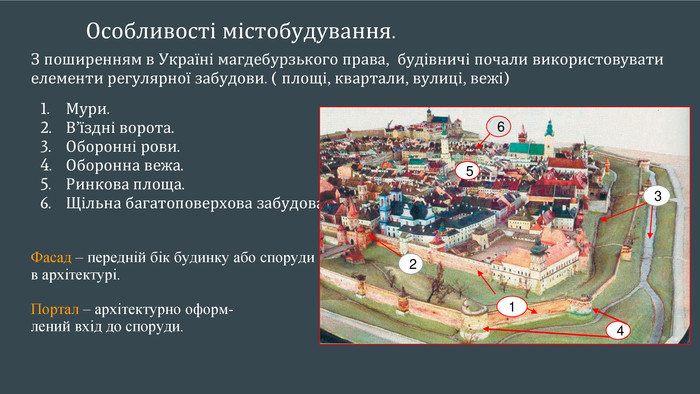 Особливості містобудування.
З поширенням в Україні магдебурзького права, будівничі почали використовувати
елементи регулярної забудови. ( площі, квартали, вулиці, вежі)
1. Мури.
2. В’їздні ворота.
3. Оборонні рови.
4. Оборонна вежа.
5. Ринкова площа.
6. Щільна багатоповерхова забудова
Фасад – передній бік будинку або споруди
в архітектурі.
Портал – архітектурно оформ-
лений вхід до споруди.
6
5
3
2
1
4